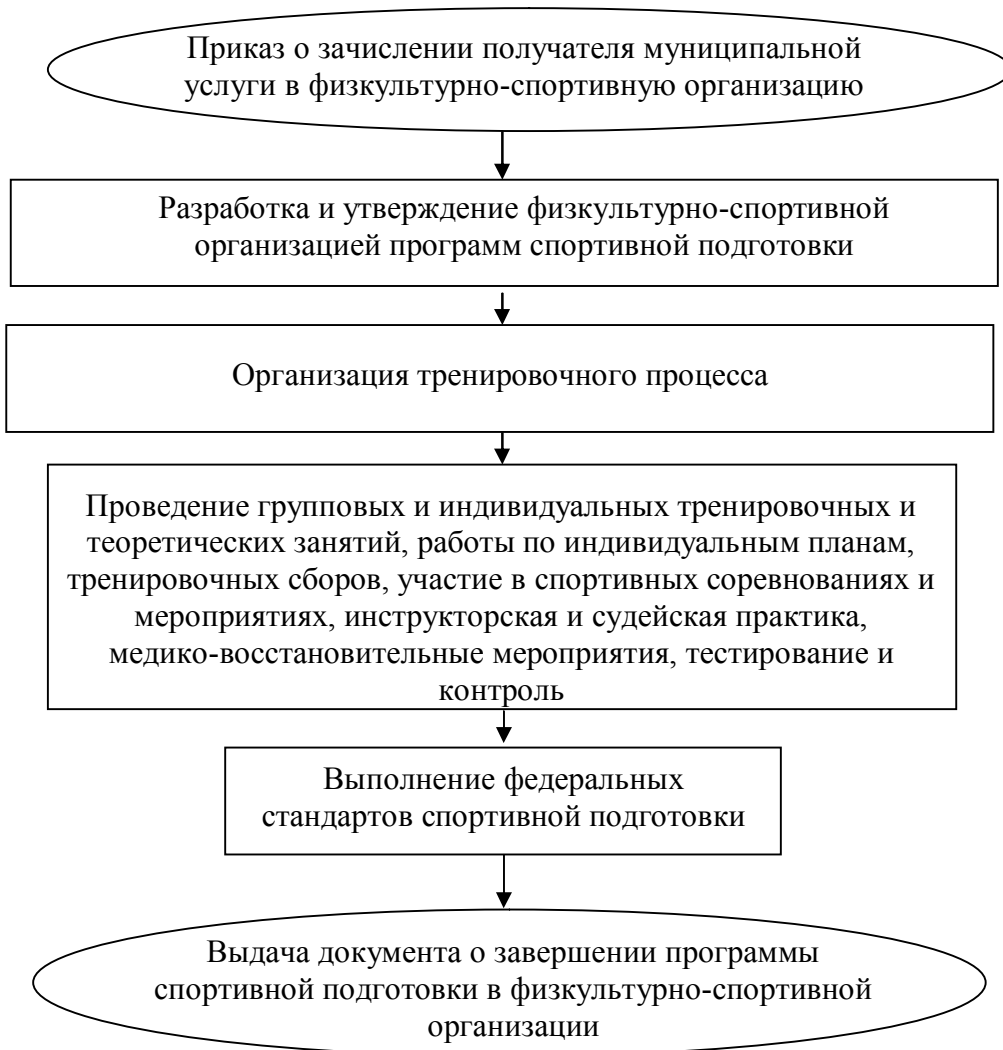 Приказ о зачислении получателя муниципальной
услуги в физкультурно-спортивную организацию
Разработка и утверждение физкультурно-спортивной
организацией программ спортивной подготовки
Организация тренировочного процесса
Проведение групповых и индивидуальных тренировочных и
теоретических занятий, работы по индивидуальным планам,
тренировочных сборов, участие в спортивных соревнованиях и
мероприятиях, инструкторская и судейская практика,
медико-восстановительные мероприятия, тестирование и
контроль
Выполнение федеральных
стандартов спортивной подготовки
Выдача документа о завершении программы
спортивной подготовки в физкультурно-спортивной
организации